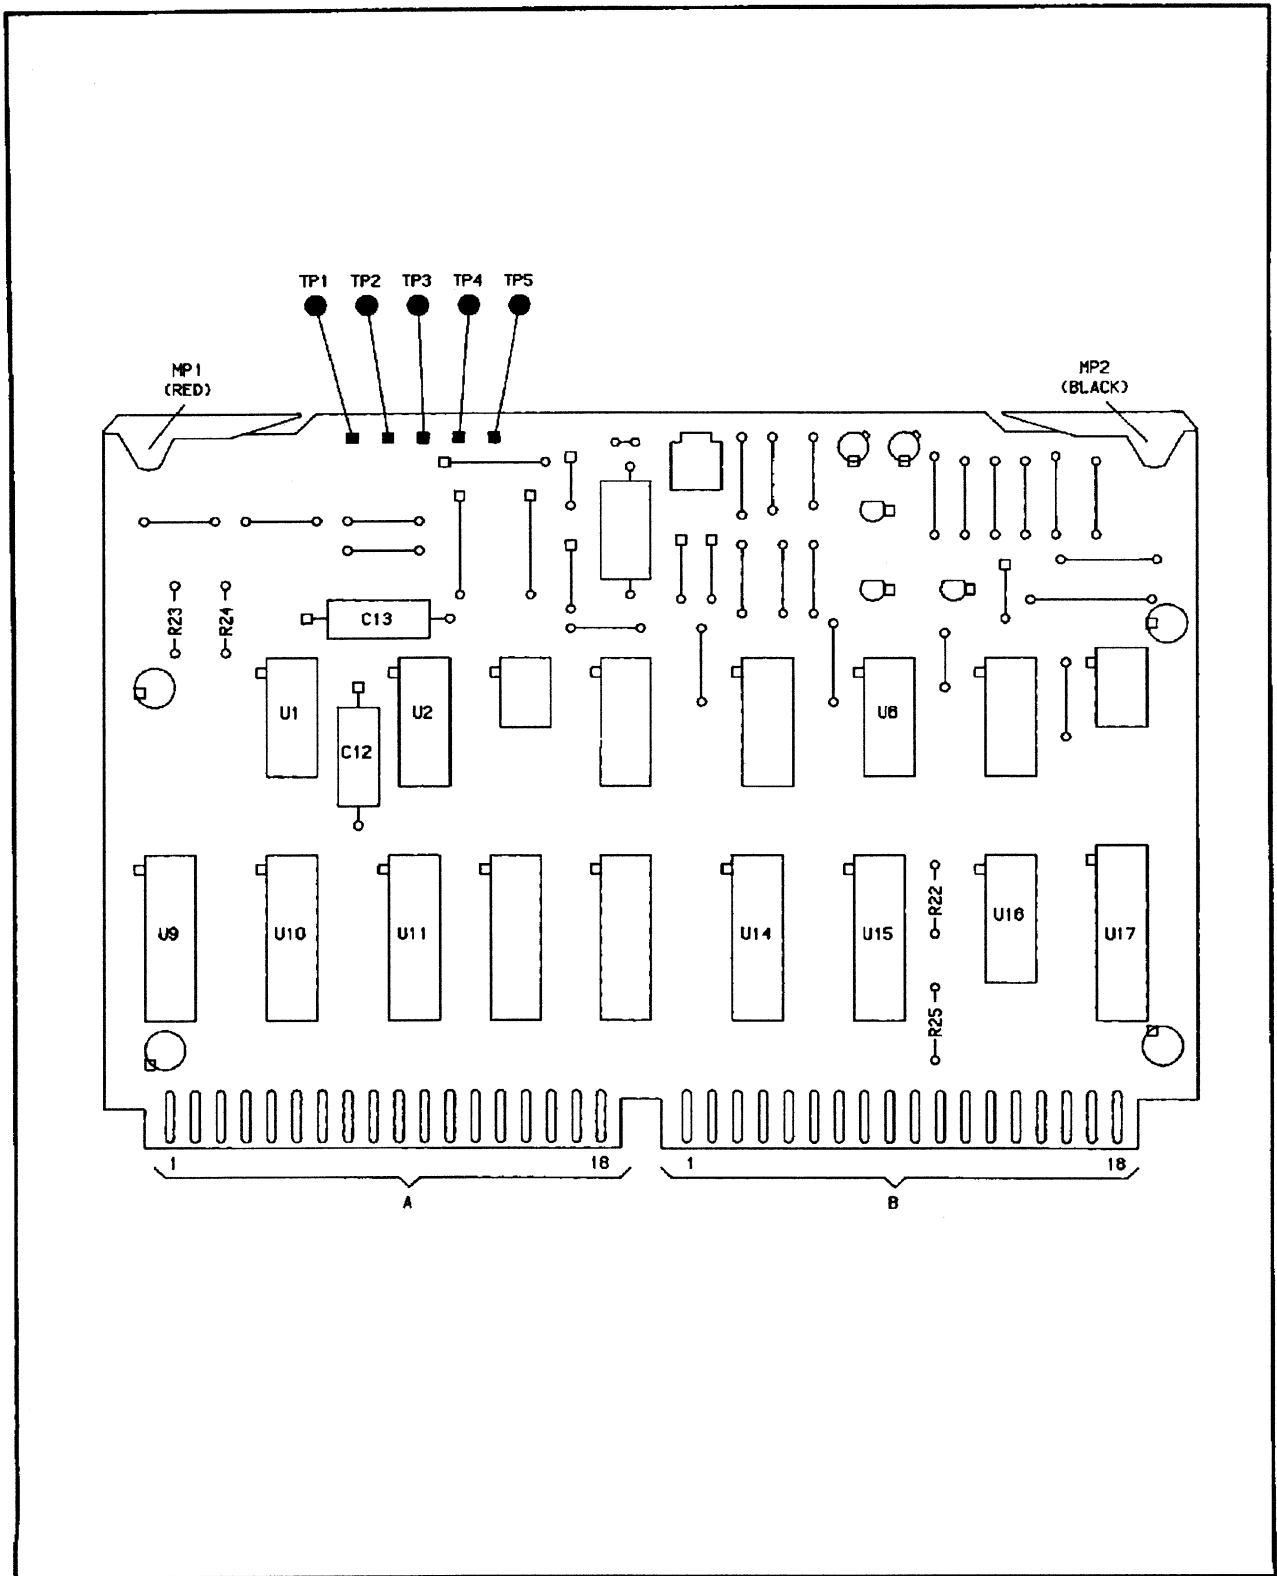 TP1 TP2 TP3 TP4 TP5
MP1
(RED)
MP2
(BLACK)
R23
R24
C13
U1
U2
C12
U6
U9
U10
U11
U14
U15
R22
U16
U17
R25
1 18 1 18
A B